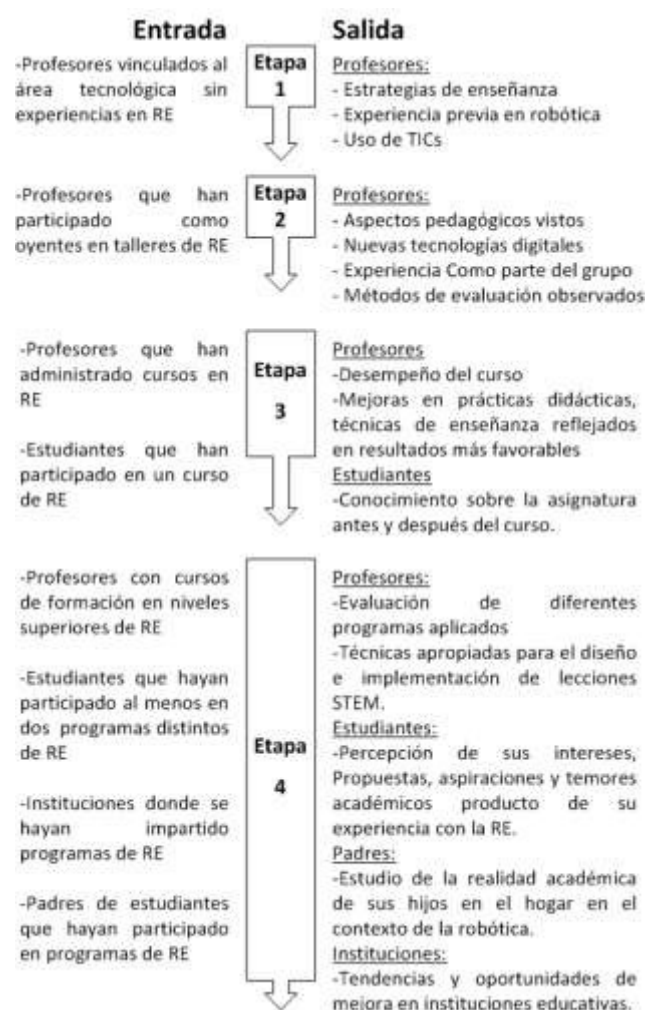 Entrada
Salida
-Profesores vinculados al
área tecnológica sin
experiencias en RE
Etapa
1
Profesores:
- Estrategias de enseñanza
- Experiencia previa en robótica
- Uso de TICs
-Profesores que han
participado como
oyentes en talleres de RE
Etapa
2
Profesores:
- Aspectos pedagógicos vistos
- Nuevas tecnologías digitales
- Experiencia Como parte del grupo
- Métodos de evaluación observados
-Profesores que han
administrado cursos en
RE
-Estudiantes que han
participado en un curso
de RE
Etapa
3
Profesores
-Desempeño del curso
-Mejoras en prácticas didácticas,
técnicas de enseñanza reflejados
en resultados más favorables
Estudiantes
-Conocimiento sobre la asignatura
antes y después del curso.
-Profesores con cursos
de formación en niveles
superiores de RE
-Estudiantes que hayan
participado al menos en
dos programas distintos
de RE
-Instituciones donde se
hayan impartido
programas de RE
-Padres de estudiantes
que hayan participado
en programas de RE
Etapa
4
Profesores:
-Evaluación de diferentes
programas aplicados
-Técnicas apropiadas para el diseño
e implementación de lecciones
STEM.
Estudiantes:
-Percepción de sus intereses,
Propuestas, aspiraciones y temores
académicos producto de su
experiencia con la RE.
Padres:
-Estudio de la realidad académica
de sus hijos en el hogar en el
contexto de la robótica.
Instituciones:
-Tendencias y oportunidades de
mejora en instituciones educativas.